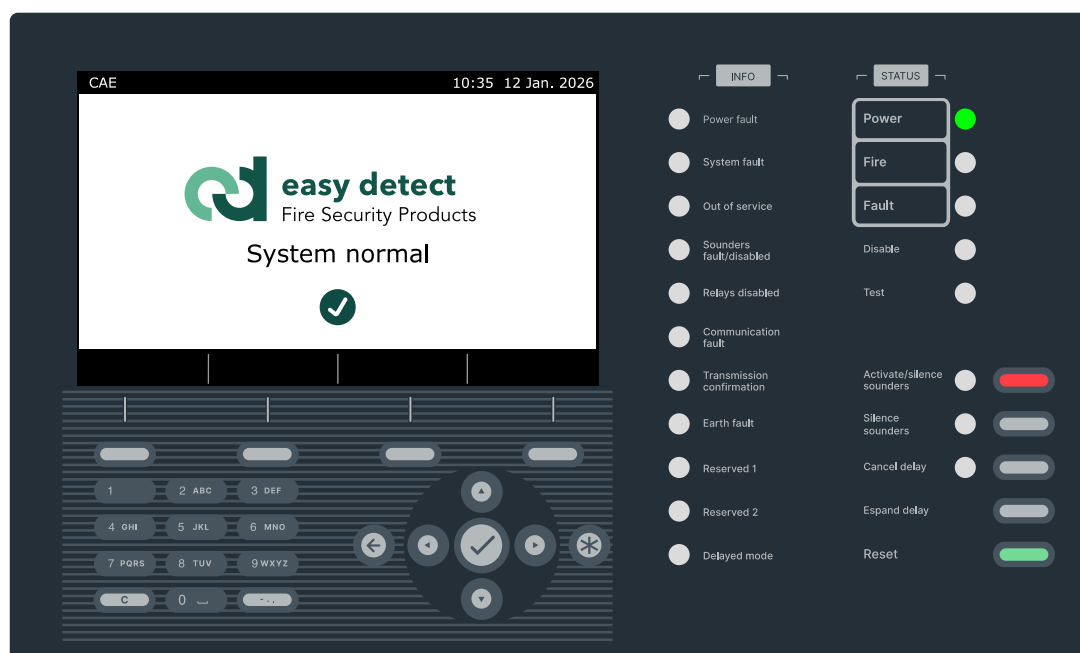 CAE
10:35 12 Jan. 2026
easy detect
Fire Security Products
System normal
1
2 ABC
3 DEF
4 GHI
5 JKL
6 MNO
7 PQRS
8 TUV
9 WXYZ
C
0
- . ,
INFO
Power fault
System fault
Out of service
Sounders
fault/disabled
Relays disabled
Communication
fault
Transmission
confirmation
Earth fault
Reserved 1
Reserved 2
Delayed mode
STATUS
Power
Fire
Fault
Disable
Test
Activate/silence
sounders
Silence
sounders
Cancel delay
Espand delay
Reset